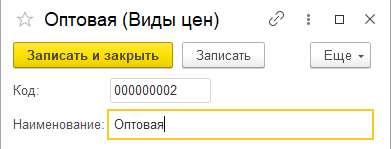 Оптовая (Виды цен)
Записать и закрыть Записать Еще
Код: 000000002
Наименование: Оптовая